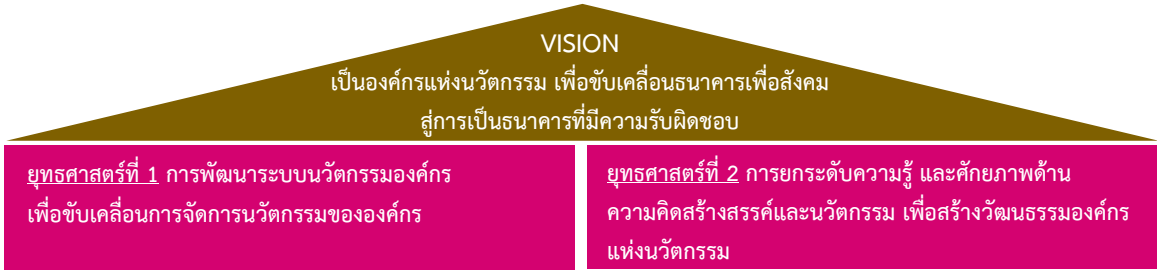 VISION
เป็นองค์กรแห่งนวัตกรรม เพื่อขับเคลื่อนธนาคารเพื่อสังคม
สู่การเป็นธนาคารที่มีความรับผิดชอบ
ยุทธศาสตร์ที่ 1 การพัฒนาระบบนวัตกรรมองค์กร
เพื่อขับเคลื่อนการจัดการนวัตกรรมขององค์กร
ยุทธศาสตร์ที่ 2 การยกระดับความรู้ และศักยภาพด้าน
ความคิดสร้างสรรค์และนวัตกรรม เพื่อสร้างวัฒนธรรมองค์กร
แห่งนวัตกรรม